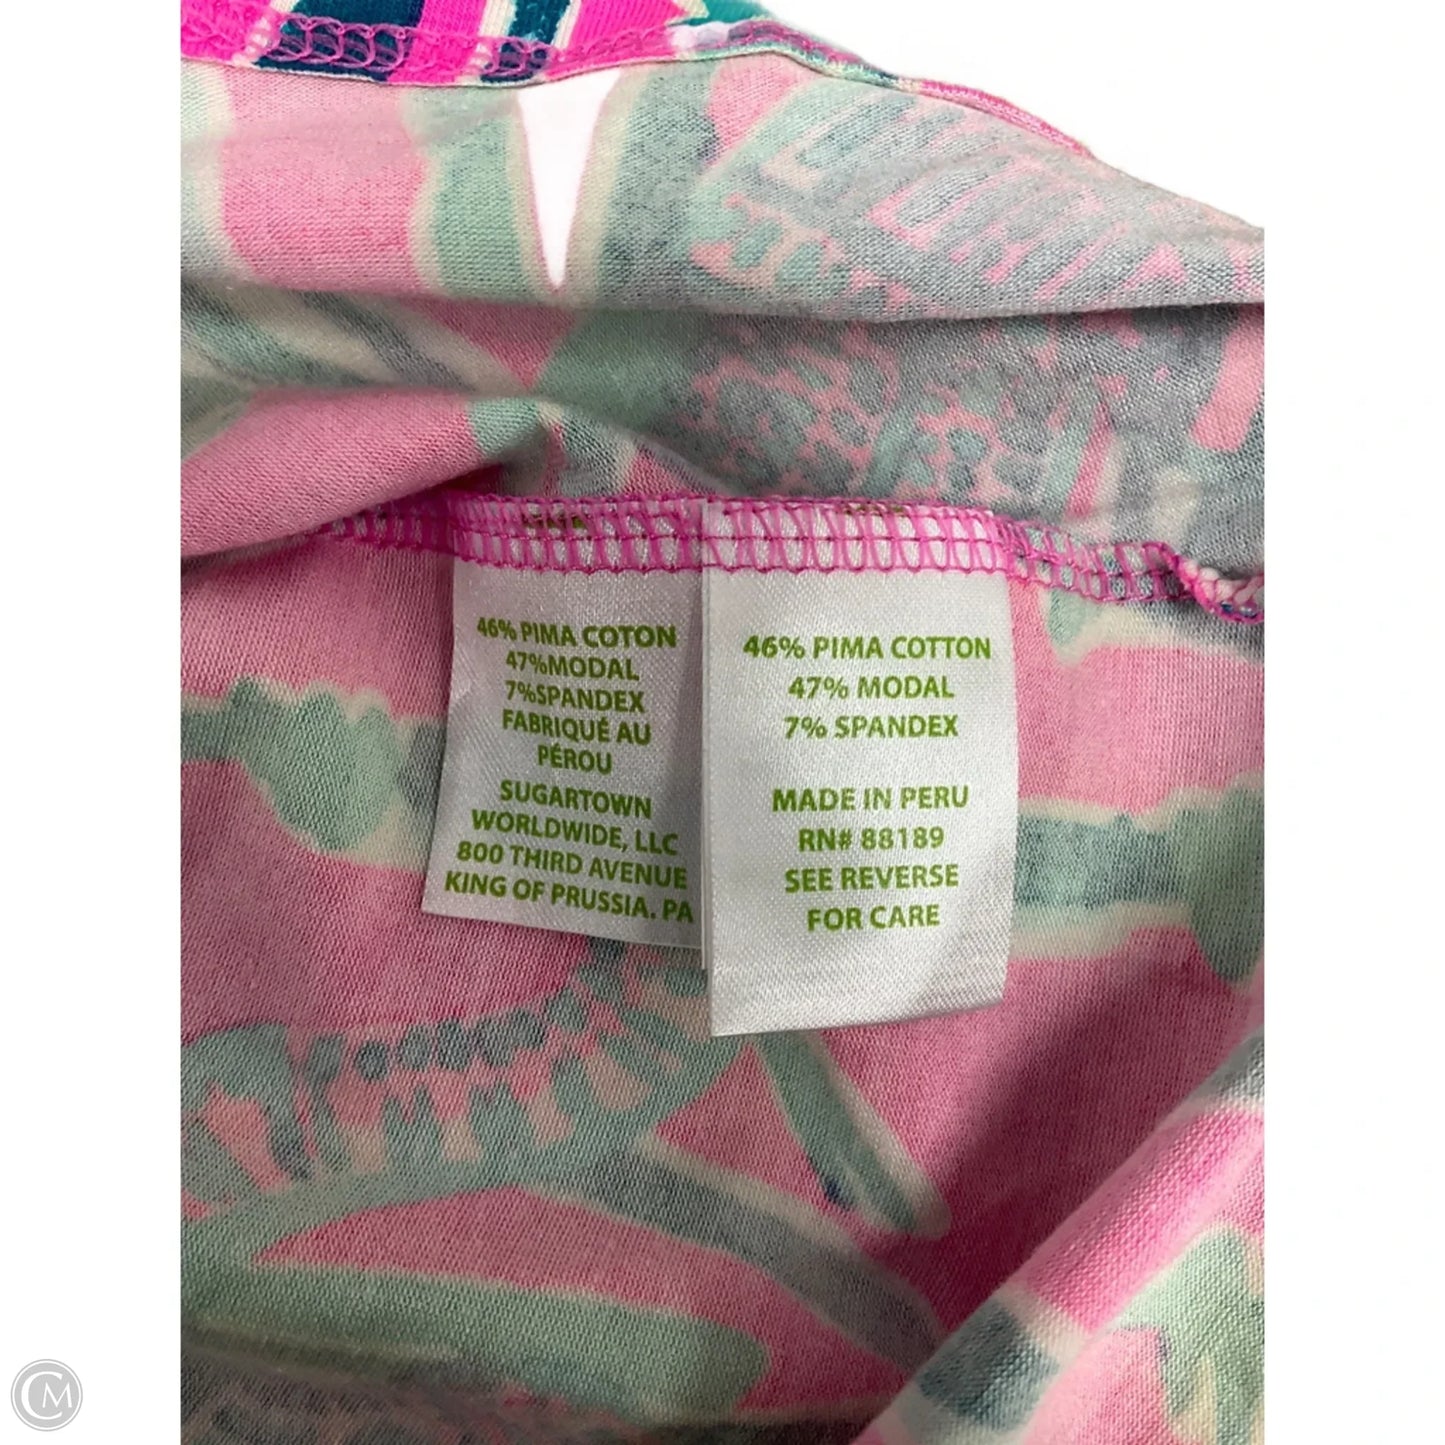 46% PIMA COTON
47%MODAL
7%SPANDEX
FABRIQUÉ AU
PÉROU
SUGARTOWN
WORLDWIDE, LLC
800 THIRD AVENUE
KING OF PRUSSIA. PA
46% PIMA COTTON
47% MODAL
7% SPANDEX
MADE IN PERU
RN# 88189
SEE REVERSE
FOR CARE
CM